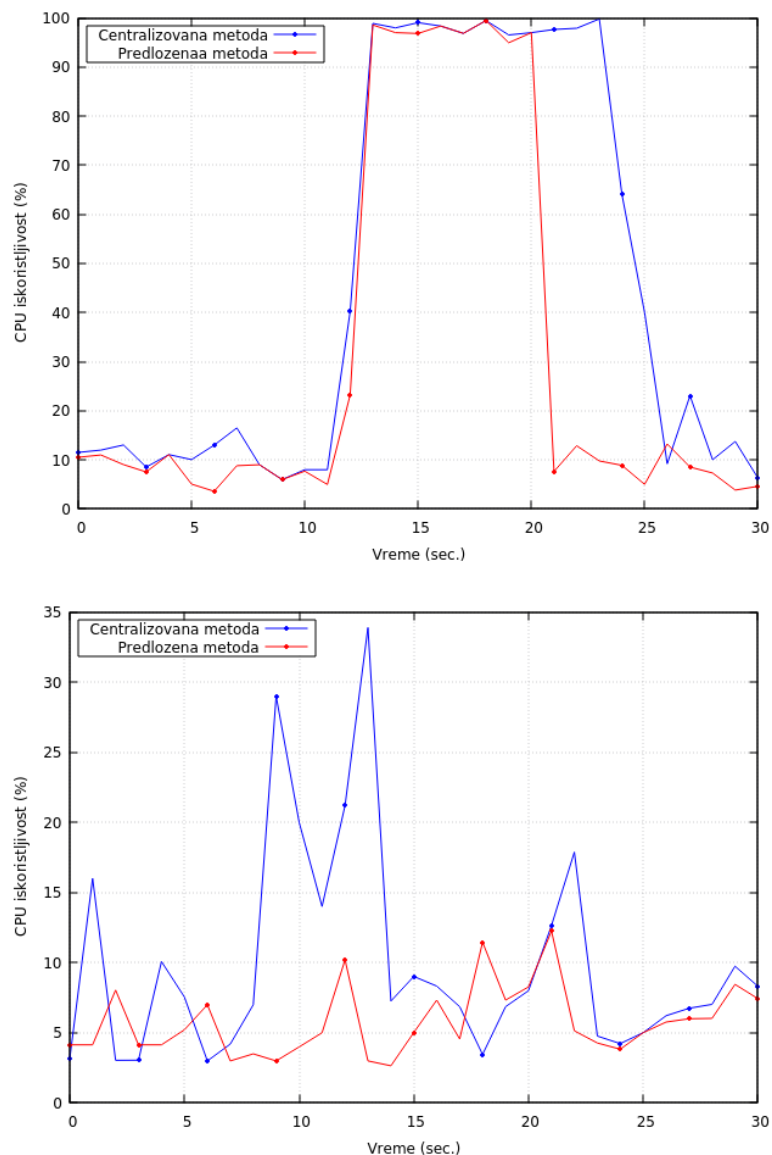 100
90
80
70
60
50
40
30
20
10
0
CPU iskoristljivost (%)
Centralizovana metoda
Predlozenaa metoda
0 5 10 15 20 25 30
Vreme (sec.)
35
30
25
20
15
10
5
0
CPU iskoristljivost (%)
Centralizovana metoda
Predlozena metoda
0 5 10 15 20 25 30
Vreme (sec.)